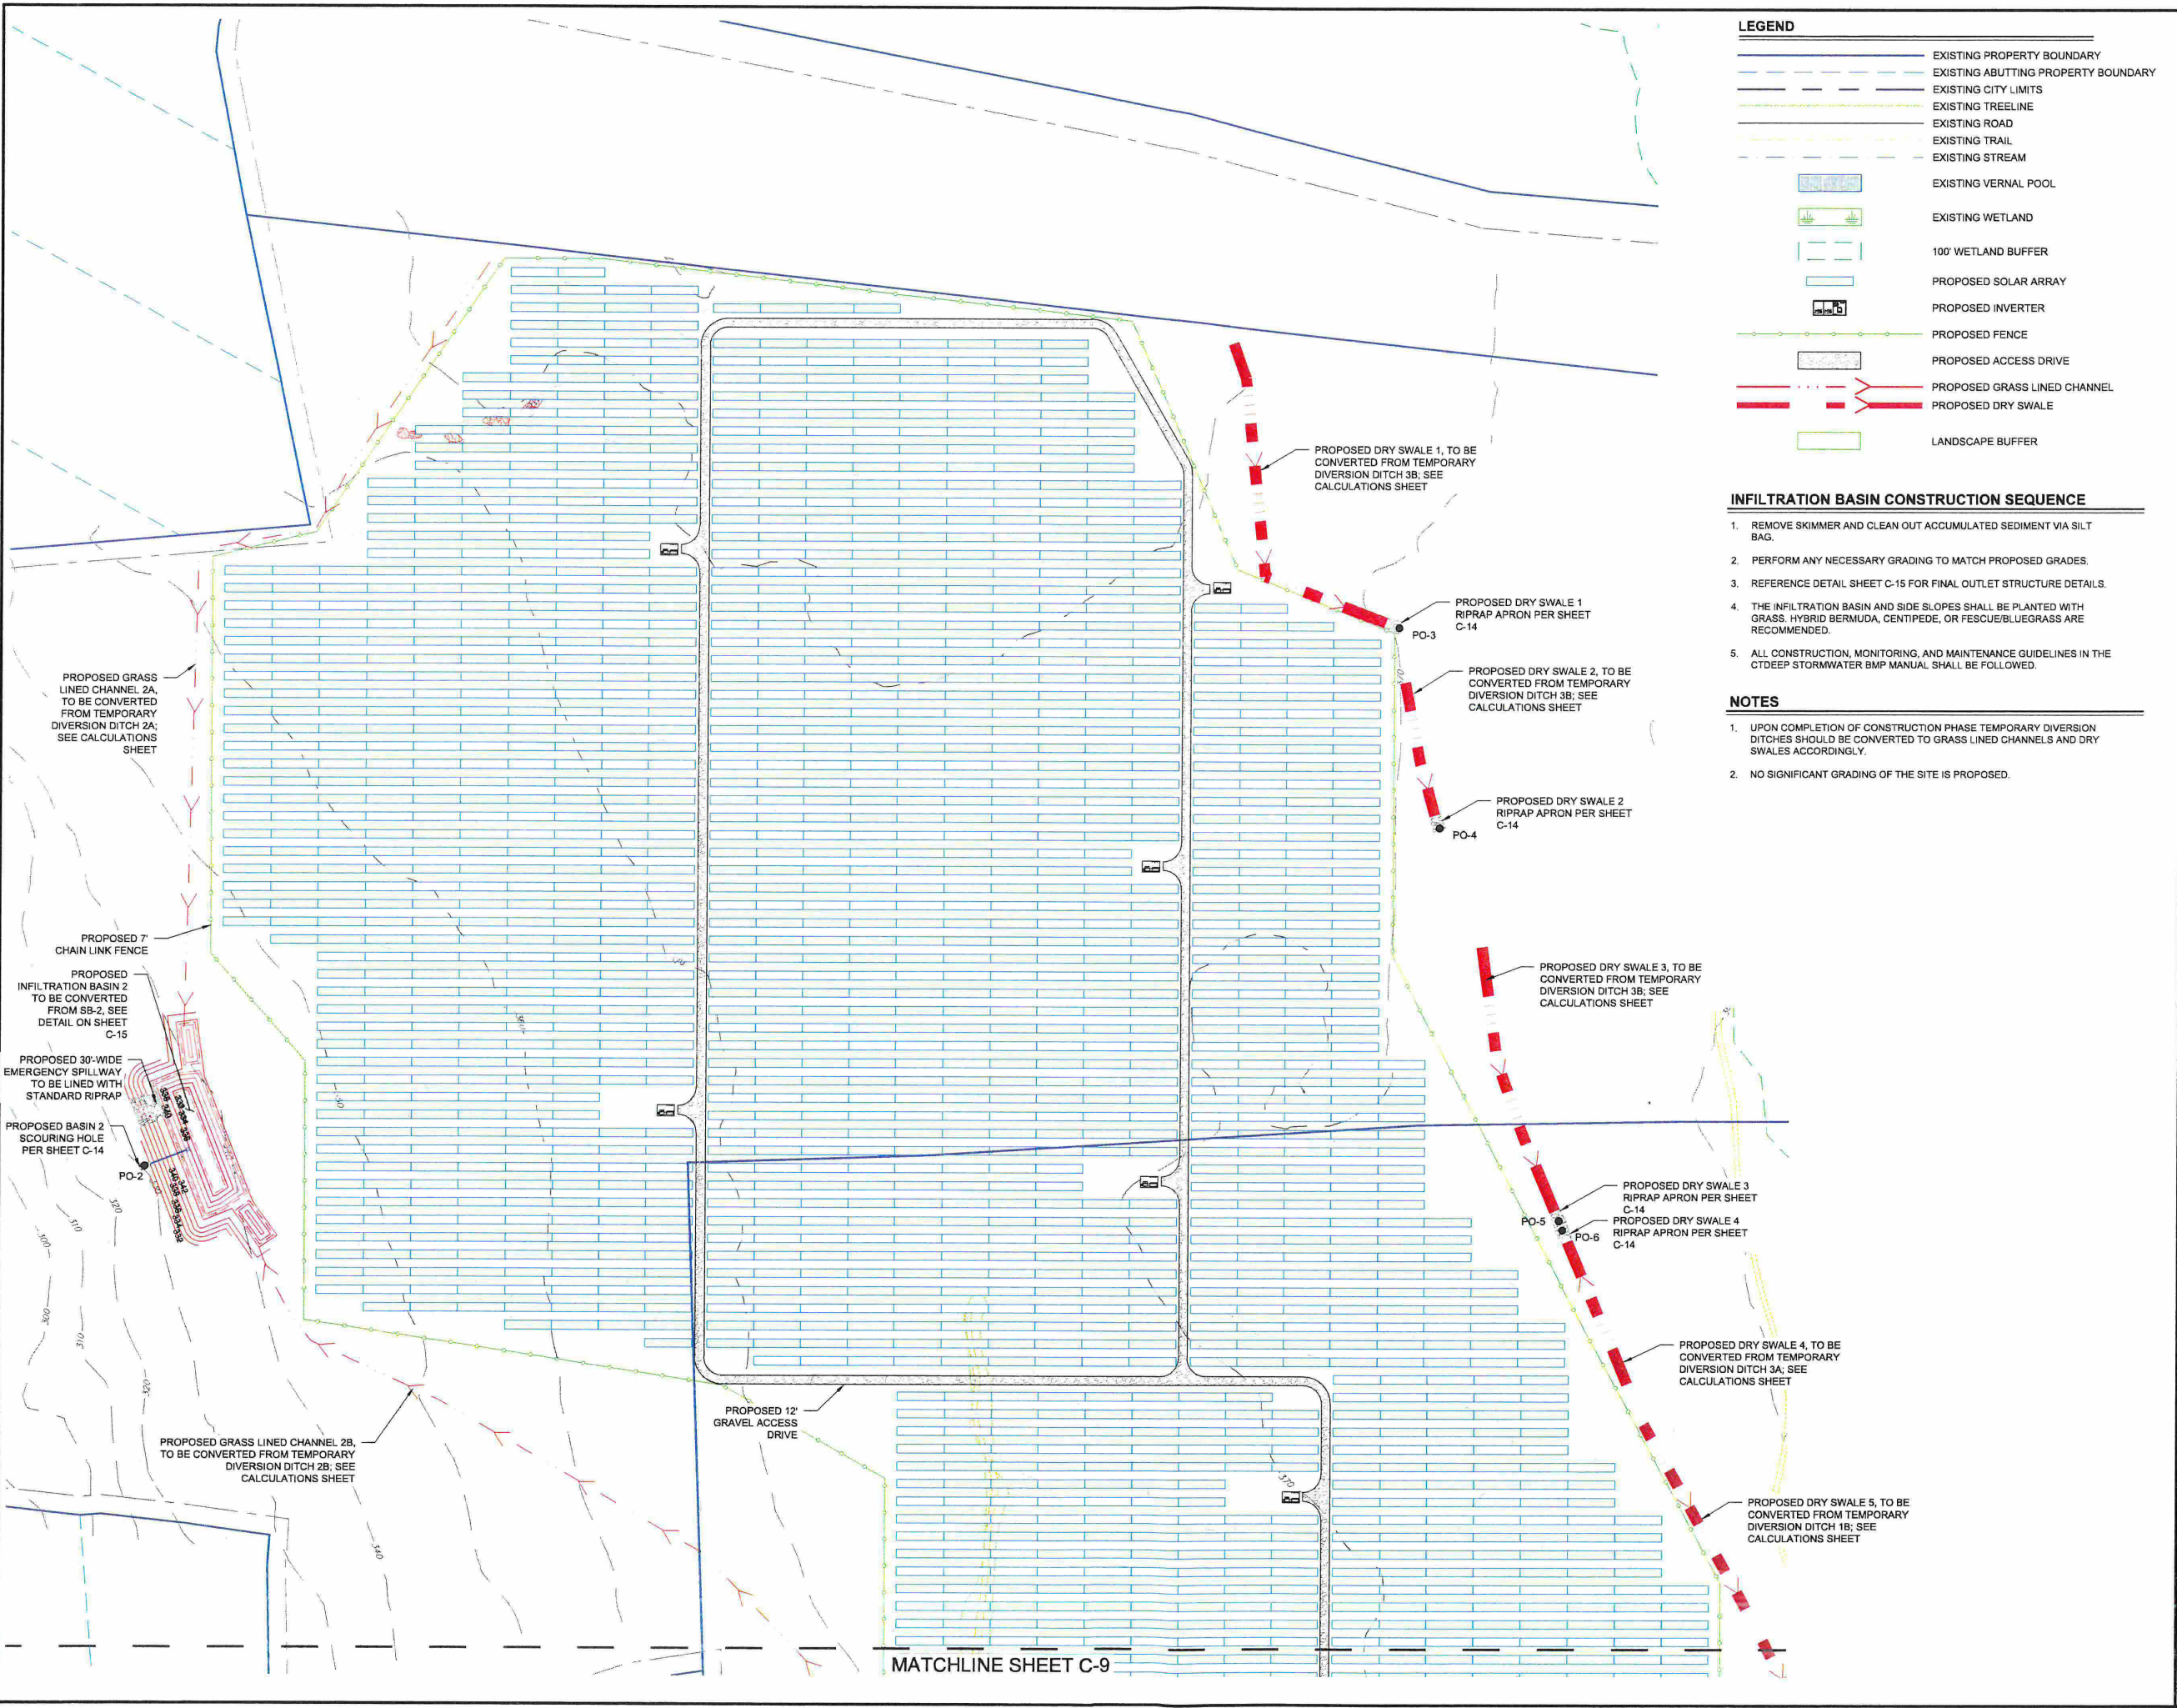 LEGEND
EXISTING PROPERTY BOUNDARY
EXISTING ABUTTING PROPERTY BOUNDARY
EXISTING CITY LIMITS
EXISTING TREELINE
EXISTING ROAD
EXISTING TRAIL
EXISTING STREAM
EXISTING VERNAL POOL
EXISTING WETLAND
100' WETLAND BUFFER
PROPOSED SOLAR ARRAY
PROPOSED INVERTER
PROPOSED FENCE
PROPOSED ACCESS DRIVE
PROPOSED GRASS LINED CHANNEL
PROPOSED DRY SWALE
LANDSCAPE BUFFER
INFILTRATION BASIN CONSTRUCTION SEQUENCE
1. REMOVE SKIMMER AND CLEAN OUT ACCUMULATED SEDIMENT VIA SILT
BAG.
2. PERFORM ANY NECESSARY GRADING TO MATCH PROPOSED GRADES.
3. REFERENCE DETAIL SHEET C-15 FOR FINAL OUTLET STRUCTURE DETAILS.
4. THE INFILTRATION BASIN AND SIDE SLOPES SHALL BE PLANTED WITH
GRASS. HYBRID BERMUDA, CENTIPEDE, OR FESCUE/BLUEGRASS ARE
RECOMMENDED.
5. ALL CONSTRUCTION, MONITORING, AND MAINTENANCE GUIDELINES IN THE
CTDEEP STORMWATER BMP MANUAL SHALL BE FOLLOWED.
NOTES
1. UPON COMPLETION OF CONSTRUCTION PHASE TEMPORARY DIVERSION
DITCHES SHOULD BE CONVERTED TO GRASS LINED CHANNELS AND DRY
SWALES ACCORDINGLY.
2. NO SIGNIFICANT GRADING OF THE SITE IS PROPOSED.
PROPOSED DRY SWALE 1, TO BE
CONVERTED FROM TEMPORARY
DIVERSION DITCH 3B; SEE
CALCULATIONS SHEET
PROPOSED DRY SWALE 1
RIPRAP APRON PER SHEET
C-14
PO-3
PROPOSED DRY SWALE 2, TO BE
CONVERTED FROM TEMPORARY
DIVERSION DITCH 3B; SEE
CALCULATIONS SHEET
PROPOSED DRY SWALE 2
RIPRAP APRON PER SHEET
C-14
PO-4
PROPOSED DRY SWALE 3, TO BE
CONVERTED FROM TEMPORARY
DIVERSION DITCH 3B; SEE
CALCULATIONS SHEET
PROPOSED DRY SWALE 3
RIPRAP APRON PER SHEET
C-14
PO-5
PROPOSED DRY SWALE 4
RIPRAP APRON PER SHEET
C-14
PO-6
PROPOSED DRY SWALE 4, TO BE
CONVERTED FROM TEMPORARY
DIVERSION DITCH 3A; SEE
CALCULATIONS SHEET
PROPOSED DRY SWALE 5, TO BE
CONVERTED FROM TEMPORARY
DIVERSION DITCH 1B; SEE
CALCULATIONS SHEET
PROPOSED GRASS
LINED CHANNEL 2A,
TO BE CONVERTED
FROM TEMPORARY
DIVERSION DITCH 2A;
SEE CALCULATIONS
SHEET
PROPOSED 7'
CHAIN LINK FENCE
PROPOSED
INFILTRATION BASIN 2
TO BE CONVERTED
FROM SB-2, SEE
DETAIL ON SHEET
C-15
PROPOSED 30'-WIDE
EMERGENCY SPILLWAY
TO BE LINED WITH
STANDARD RIPRAP
PROPOSED BASIN 2
SCOURING HOLE
PER SHEET C-14
PO-2
320
310
300
300
310
320
340
360
370
PROPOSED GRASS LINED CHANNEL 2B,
TO BE CONVERTED FROM TEMPORARY
DIVERSION DITCH 2B; SEE
CALCULATIONS SHEET
PROPOSED 12'
GRAVEL ACCESS
DRIVE
MATCHLINE SHEET C-9